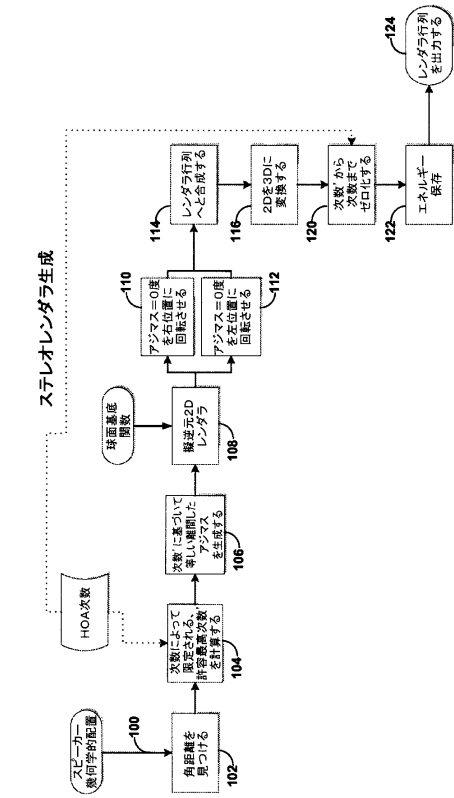 ステレオレンダラ生成
スピーカー
幾何学的配置
100
角距離を
見つける
102
HOA次数
次数によって
限定される、
許容最高次数'
を計算する
104
次数'に基づいて
等しい離間した
アジマス
を生成する
106
球面基底
関数
擬逆元2D
レンダラ
108
アジマス=0度
を右位置に
回転させる
110
アジマス=0度
を左位置に
回転させる
112
レンダラ行列
へと合成する
114
2Dを3Dに
変換する
116
次数'から
次数まで
ゼロ化する
120
エネルギー
保存
122
レンダラ行列
を出力する
124